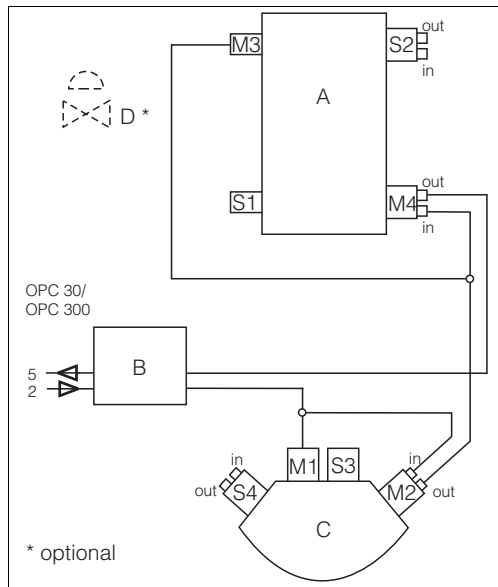 out
M3
S2
in
A
D *
out
S1
M4
in
OPC 30/
OPC 300
B
5
2
in
in
M1
S3
out
S4
M2
out
C
* optional